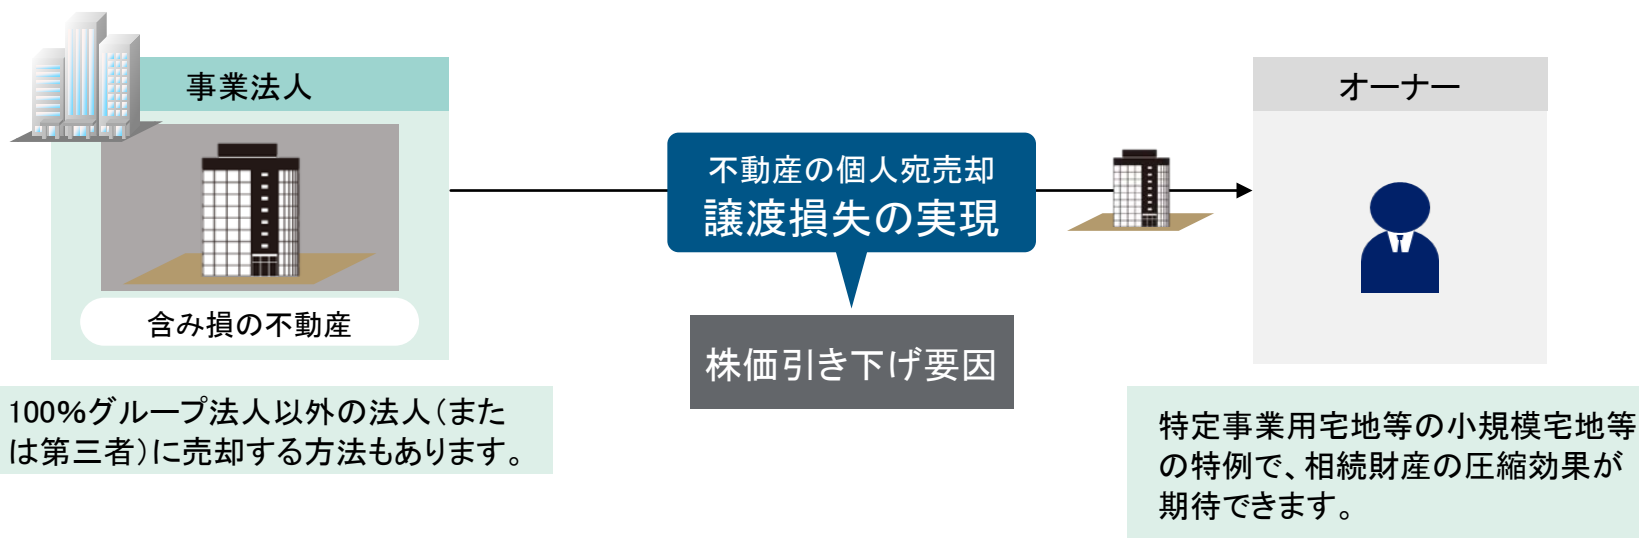 事業法人
含み損の不動産
100%グループ法人以外の法人(また
は第三者)に売却する方法もあります。
不動産の個人宛売却
譲渡損失の実現
株価引き下げ要因
オーナー
特定事業用宅地等の小規模宅地等
の特例で、相続財産の圧縮効果が
期待できます。